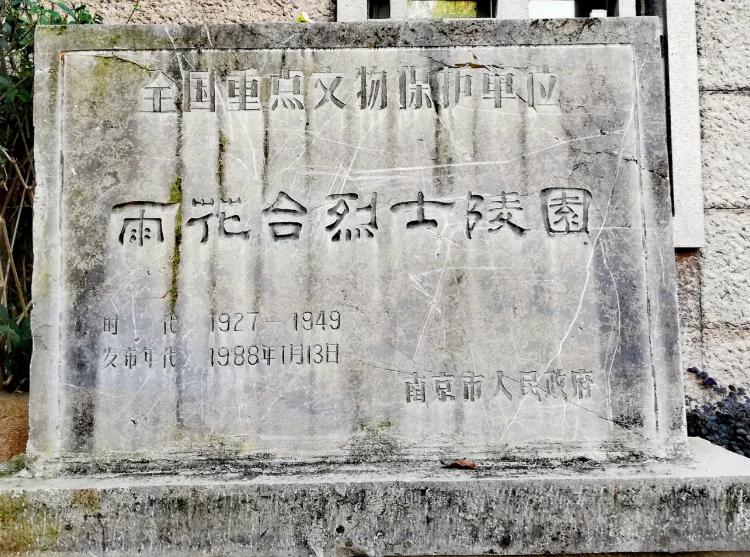 全国重点文物保护单位
雨花台烈士陵園
时 代 1927—1949
发布年代 1988年1月13日
南京市人民政府